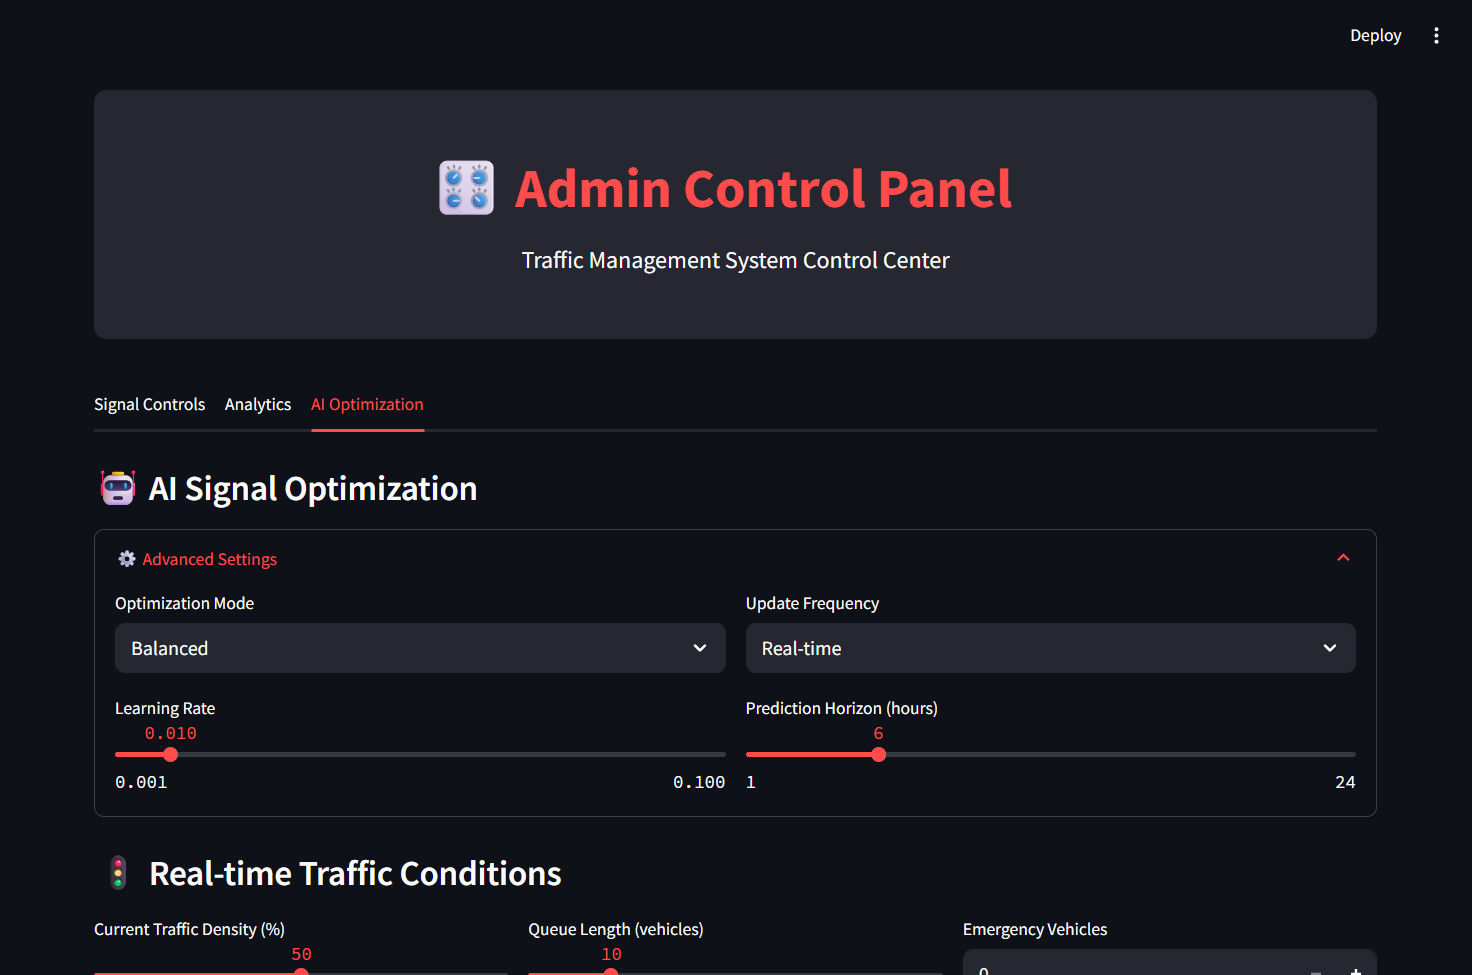 Deploy
Admin Control Panel
Traffic Management System Control Center
Signal Controls Analytics AI Optimization
AI Signal Optimization
Advanced Settings
Optimization Mode Update Frequency
Balanced Real-time
Learning Rate Prediction Horizon (hours)
0.010 6
0.001 0.100 1 24
Real-time Traffic Conditions
Current Traffic Density (%) Queue Length (vehicles) Emergency Vehicles
50 10
0